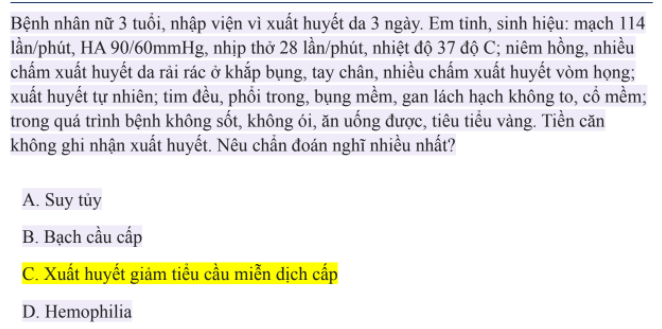 Bệnh nhân nữ 3 tuổi, nhập viện vì xuất huyết da 3 ngày. Em tỉnh, sinh hiệu: mạch 114
lần/phút, HA 90/60mmHg, nhịp thở 28 lần/phút, nhiệt độ 37 độ C; niêm hồng, nhiều
chấm xuất huyết da rải rác ở khắp bụng, tay chân, nhiều chấm xuất huyết vòm họng;
xuất huyết tự nhiên; tim đều, phổi trong, bụng mềm, gan lách hạch không to, cổ mềm;
trong quá trình bệnh không sốt, không ói, ăn uống được, tiêu tiểu vàng. Tiền căn
không ghi nhận xuất huyết. Nêu chẩn đoán nghĩ nhiều nhất?
A. Suy tủy
B. Bạch cầu cấp
C. Xuất huyết giảm tiểu cầu miễn dịch cấp
D. Hemophilia